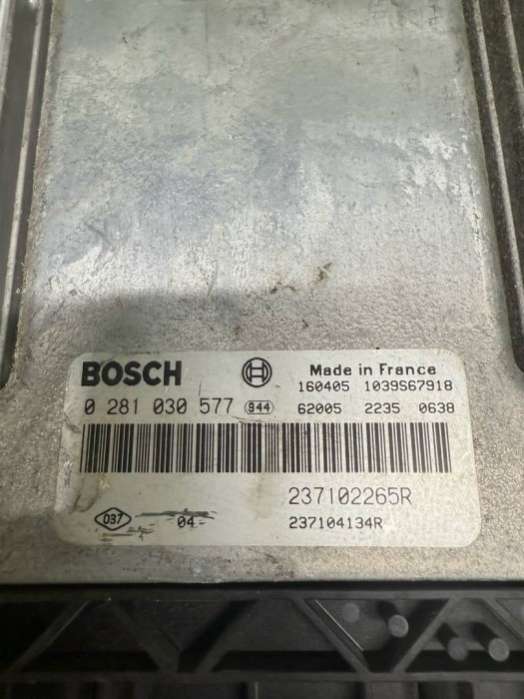 BOSCH Made in France
160405 1039S67918
0 281 030 577 944 62005 2235 0638
237102265R
037 04- 237104134R